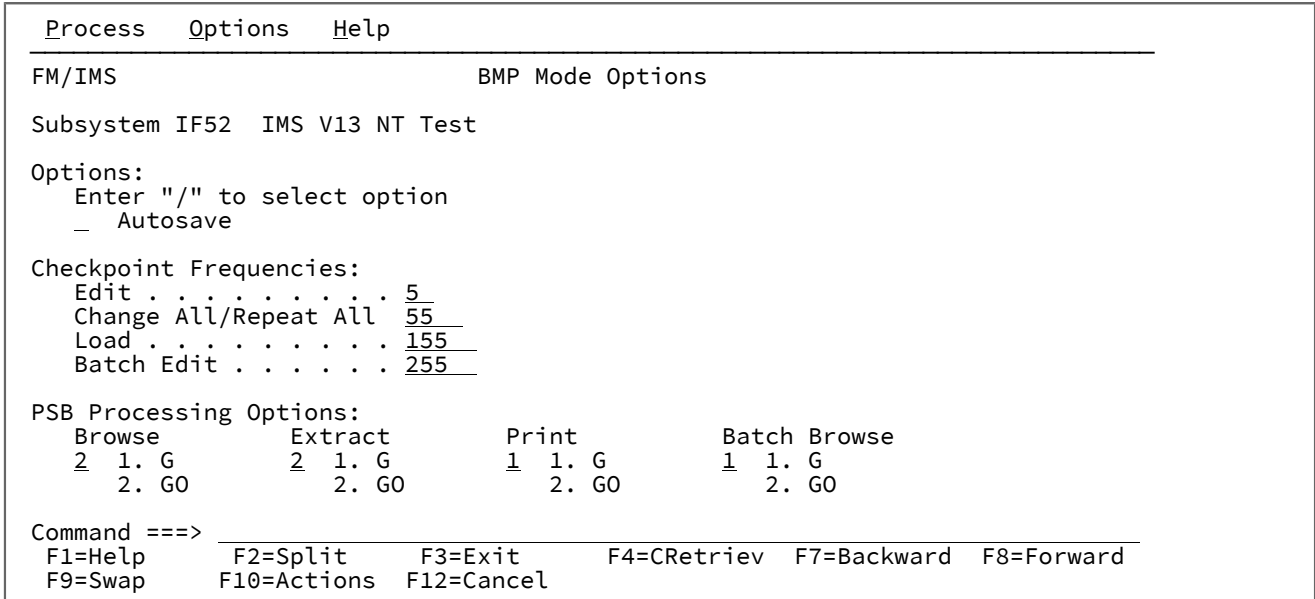 Process   Options   Help
FM/IMS                         BMP Mode Options
Subsystem IF52  IMS V13 NT Test
Options:
   Enter "/" to select option
   _  Autosave
Checkpoint Frequencies:
   Edit . . . . . . . . . 5
   Change All/Repeat All  55
   Load . . . . . . . . . 155
   Batch Edit . . . . . . 255
PSB Processing Options:
   Browse         Extract        Print          Batch Browse
   2  1. G        2  1. G        1  1. G        1  1. G
      2. GO          2. GO          2. GO          2. GO
Command ===>
 F1=Help      F2=Split     F3=Exit      F4=CRetriev  F7=Backward  F8=Forward
 F9=Swap     F10=Actions  F12=Cancel